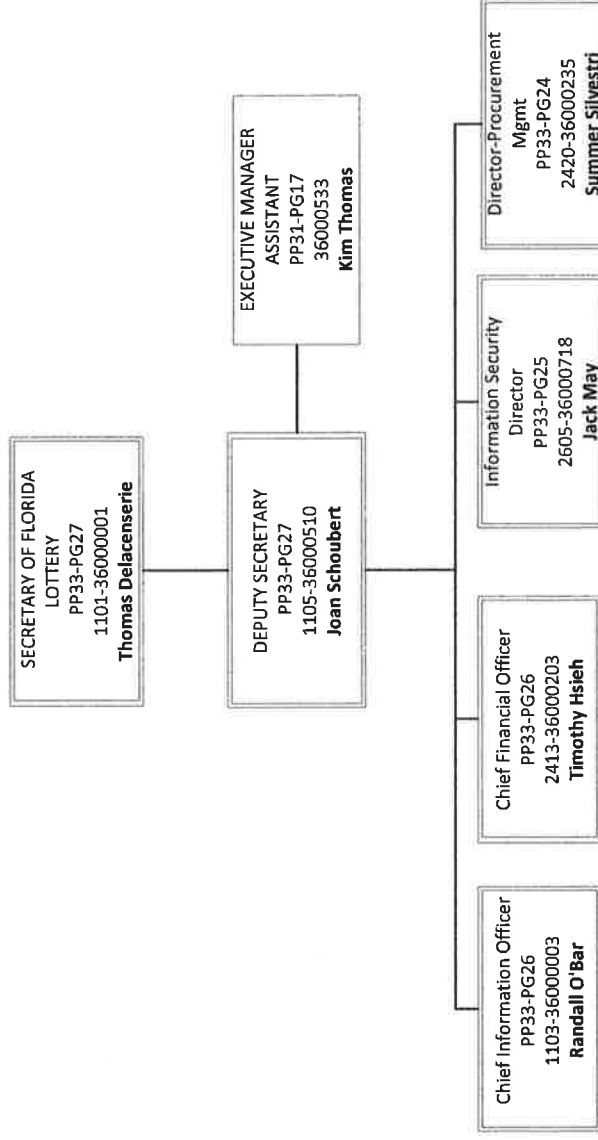 SECRETARY OF FLORIDA
LOTTERY
PP33-PG27
1101-36000001
Thomas Delacenserie
DEPUTY SECRETARY
PP33-PG27
1105-36000510
Joan Schoubert
EXECUTIVE MANAGER
ASSISTANT
PP31-PG17
36000533
Kim Thomas
Chief Information Officer
PP33-PG26
1103-36000003
Randall O'Bar
Chief Financial Officer
PP33-PG26
2413-36000203
Timothy Hsieh
Information Security
Director
PP33-PG25
2605-36000718
Jack May
Director-Procurement
Mgmt
PP33-PG24
2420-36000235
Summer Silvestri